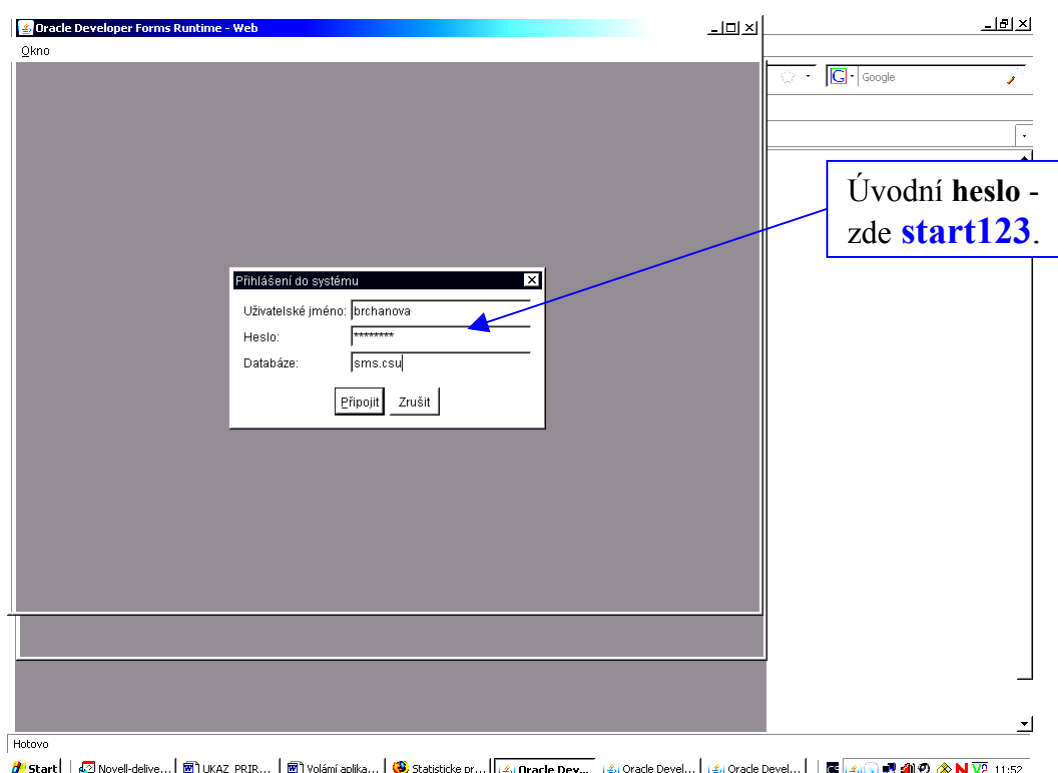 Oracle Developer Forms Runtime - Web
Okno
Google
Úvodní heslo -
zde start123.
Přihlášení do systému
Uživatelské jméno: brchanova
Heslo: ********
Databáze: sms.csu
Připojit Zrušit
Hotovo
Start Novell-delive... UKAZ_PRIR... Volání aplika... Statisticke pr... Oracle Dev... Oracle Devel... Oracle Devel... 11:52